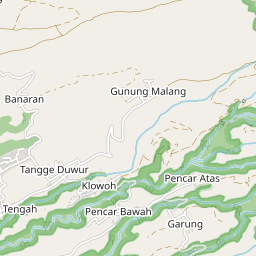 Gunung Malang
Banaran
Tangge Duwur
Klowoh
Pencar Atas
Tengah
Pencar Bawah
Garung